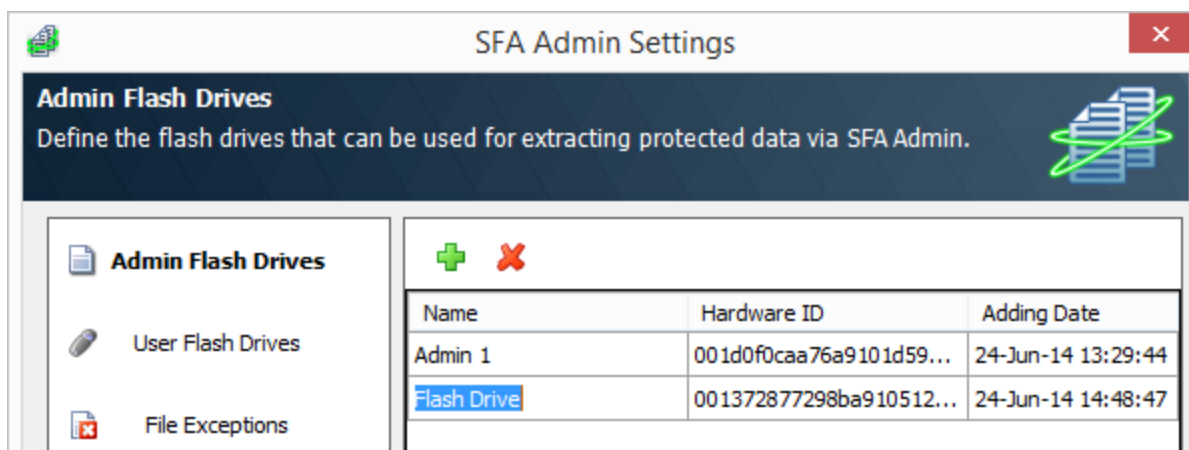 SFA Admin Settings
Admin Flash Drives
Define the flash drives that can be used for extracting protected data via SFA Admin.
Admin Flash Drives
User Flash Drives
File Exceptions
Name Hardware ID Adding Date
Admin 1 001d0f0caa76a9101d59... 24-Jun-14 13:29:44
Flash Drive 001372877298ba910512... 24-Jun-14 14:48:47